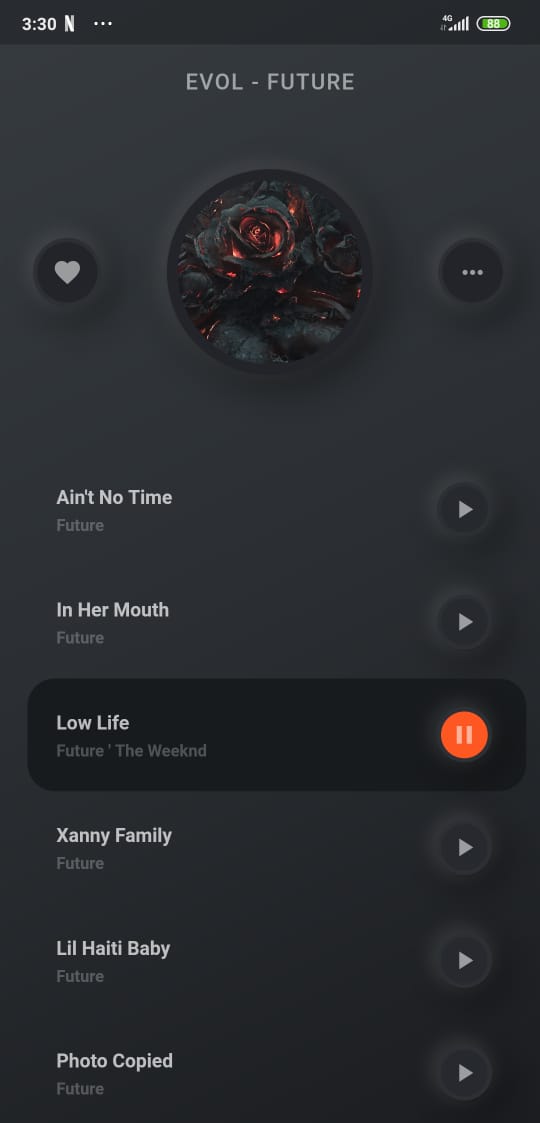 3:30 N ...
4G 88
EVOL - FUTURE
Ain't No Time
Future
In Her Mouth
Future
Low Life
Future ' The Weeknd
Xanny Family
Future
Lil Haiti Baby
Future
Photo Copied
Future